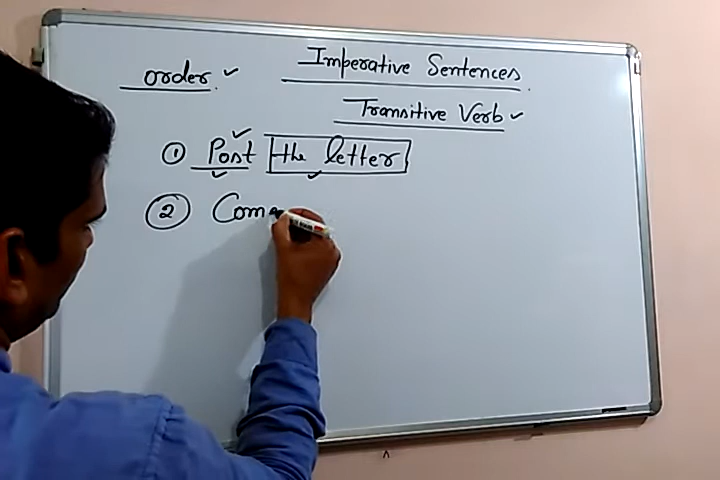 order. ✓ Imperative Sentences.
Transitive Verb ✓
① Post the letter
② Com